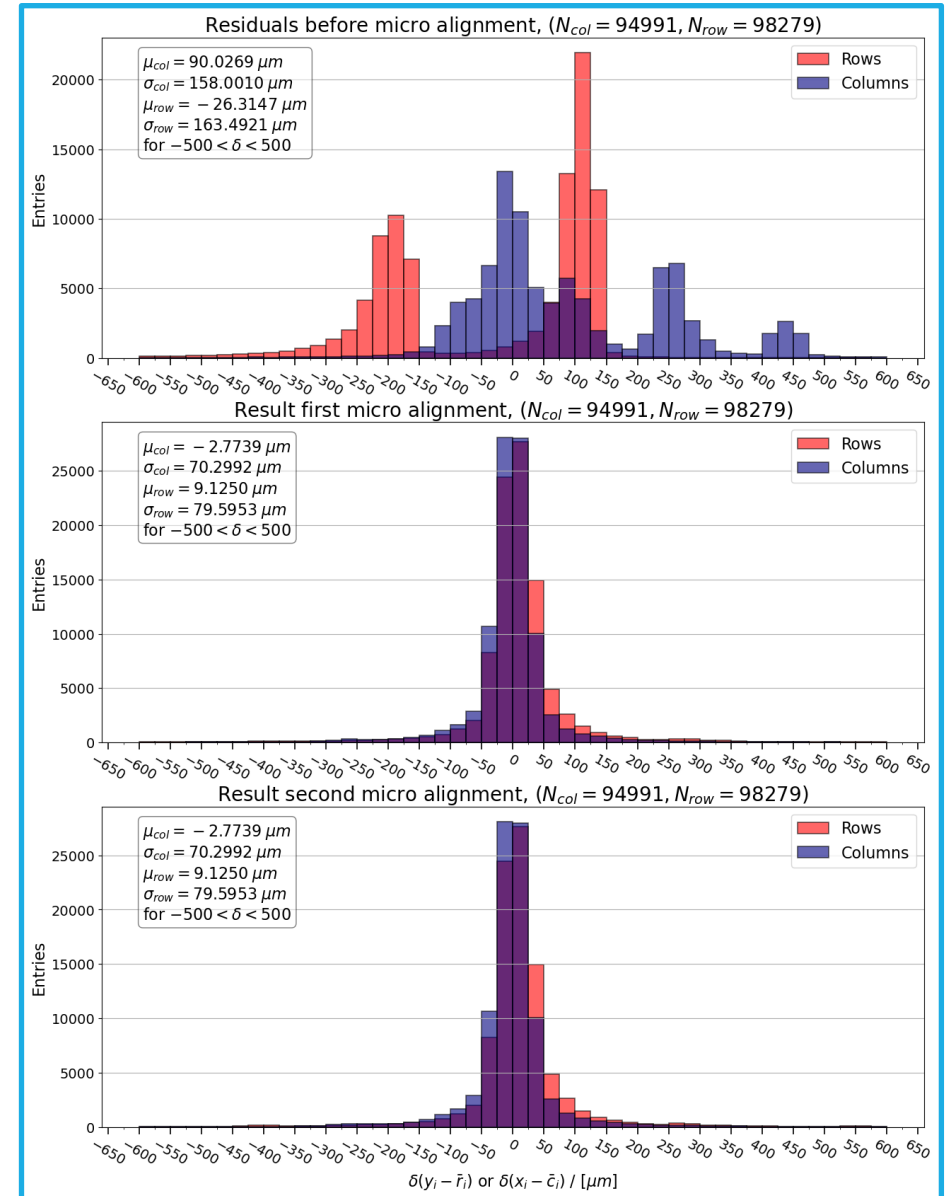 Residuals before micro alignment, (N_col = 94991, N_row = 98279)
μ_col = 90.0269 μm
σ_col = 158.0010 μm
μ_row = −26.3147 μm
σ_row = 163.4921 μm
for −500 < δ < 500
Rows
Columns
Entries
20000
15000
10000
5000
0
−650 −600 −550 −500 −450 −400 −350 −300 −250 −200 −150 −100 −50 0 50 100 150 200 250 300 350 400 450 500 550 600 650
Result first micro alignment, (N_col = 94991, N_row = 98279)
μ_col = −2.7739 μm
σ_col = 70.2992 μm
μ_row = 9.1250 μm
σ_row = 79.5953 μm
for −500 < δ < 500
Rows
Columns
Entries
25000
20000
15000
10000
5000
0
−650 −600 −550 −500 −450 −400 −350 −300 −250 −200 −150 −100 −50 0 50 100 150 200 250 300 350 400 450 500 550 600 650
Result second micro alignment, (N_col = 94991, N_row = 98279)
μ_col = −2.7739 μm
σ_col = 70.2992 μm
μ_row = 9.1250 μm
σ_row = 79.5953 μm
for −500 < δ < 500
Rows
Columns
Entries
25000
20000
15000
10000
5000
0
−650 −600 −550 −500 −450 −400 −350 −300 −250 −200 −150 −100 −50 0 50 100 150 200 250 300 350 400 450 500 550 600 650
δ(y_i − r̄_i) or δ(x_i − c̄_i) / [μm]